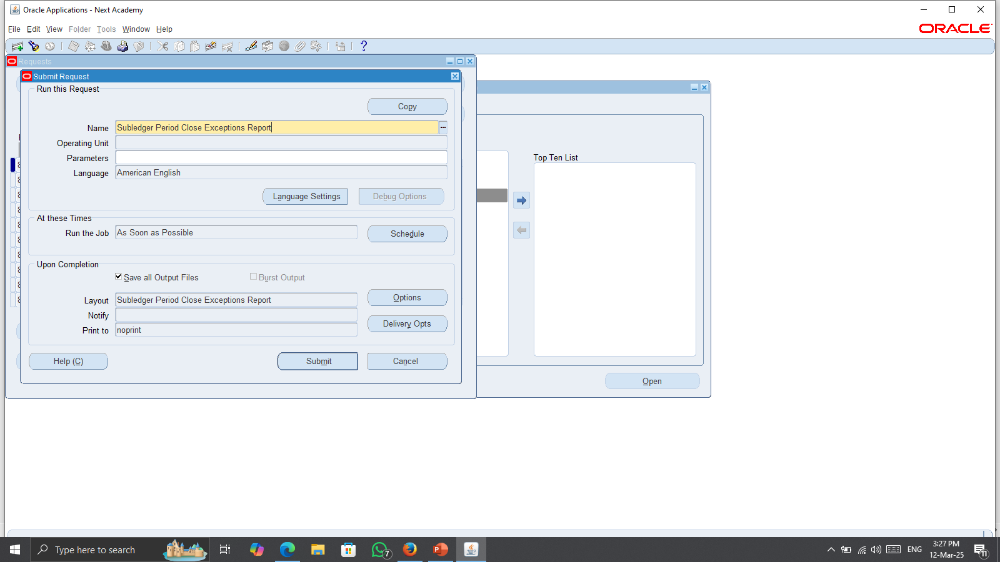 Oracle Applications - Next Academy
File Edit View Folder Tools Window Help
ORACLE
Requests
Submit Request
Run this Request
Copy
Name Subledger Period Close Exceptions Report
Operating Unit
Parameters
Language American English
Language Settings Debug Options
At these Times
Run the Job As Soon as Possible Schedule
Upon Completion
Save all Output Files Burst Output
Layout Subledger Period Close Exceptions Report Options
Notify
Print to noprint Delivery Opts
Help (C) Submit Cancel
Top Ten List
Open
Type here to search
7
ENG
3:27 PM
12-Mar-25
11